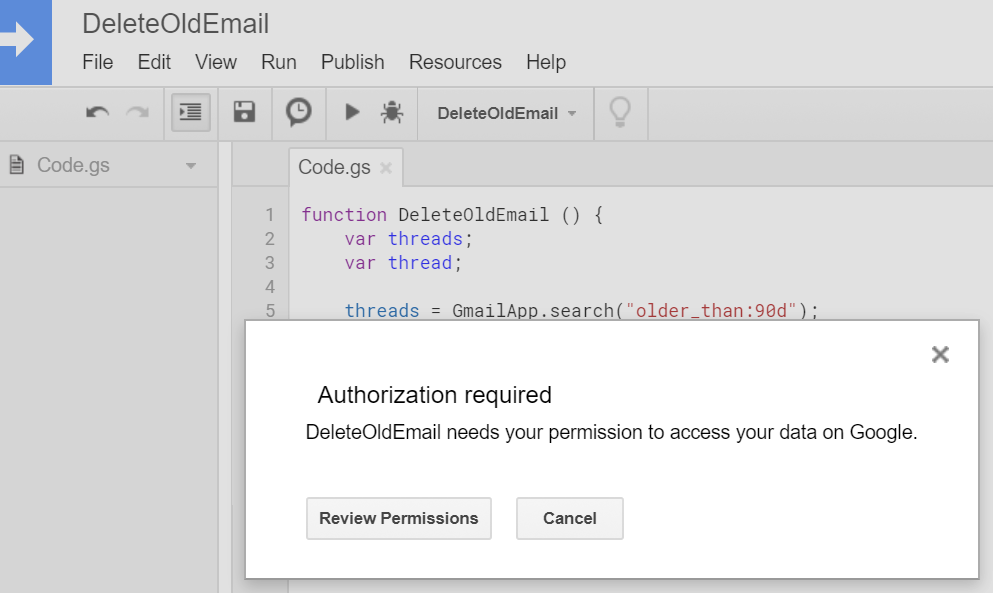 DeleteOldEmail
File Edit View Run Publish Resources Help
DeleteOldEmail
Code.gs
Code.gs
1 function DeleteOldEmail () {
2 var threads;
3 var thread;
4
5 threads = GmailApp.search("older_than:90d");
Authorization required
DeleteOldEmail needs your permission to access your data on Google.
Review Permissions Cancel